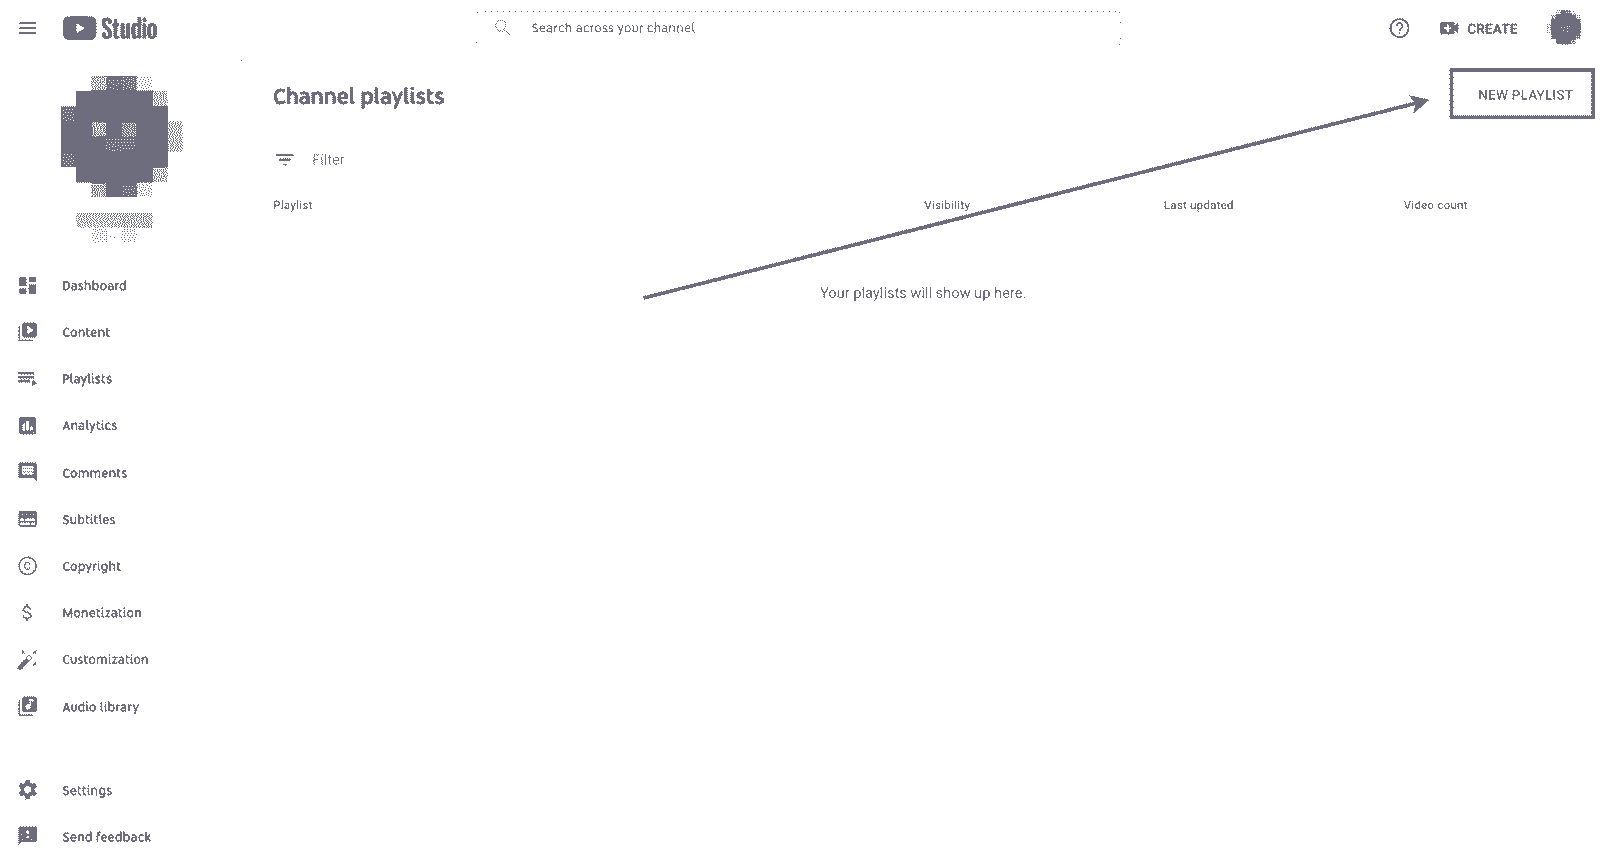 Studio
Search across your channel
CREATE
Channel playlists
NEW PLAYLIST
Filter
Playlist Visibility Last updated Video count
Your playlists will show up here.
Dashboard
Content
Playlists
Analytics
Comments
Subtitles
Copyright
Monetization
Customization
Audio library
Settings
Send feedback